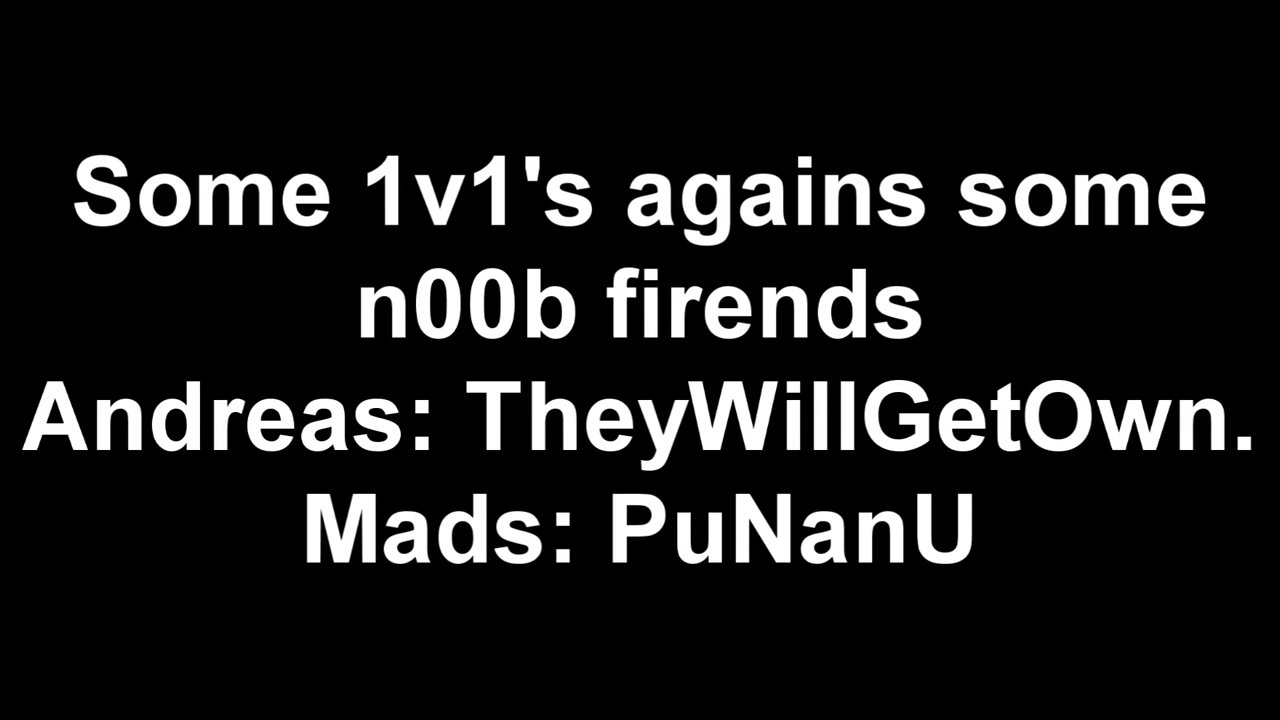 Some 1v1's agains some
n00b firends
Andreas: TheyWillGetOwn.
Mads: PuNanU